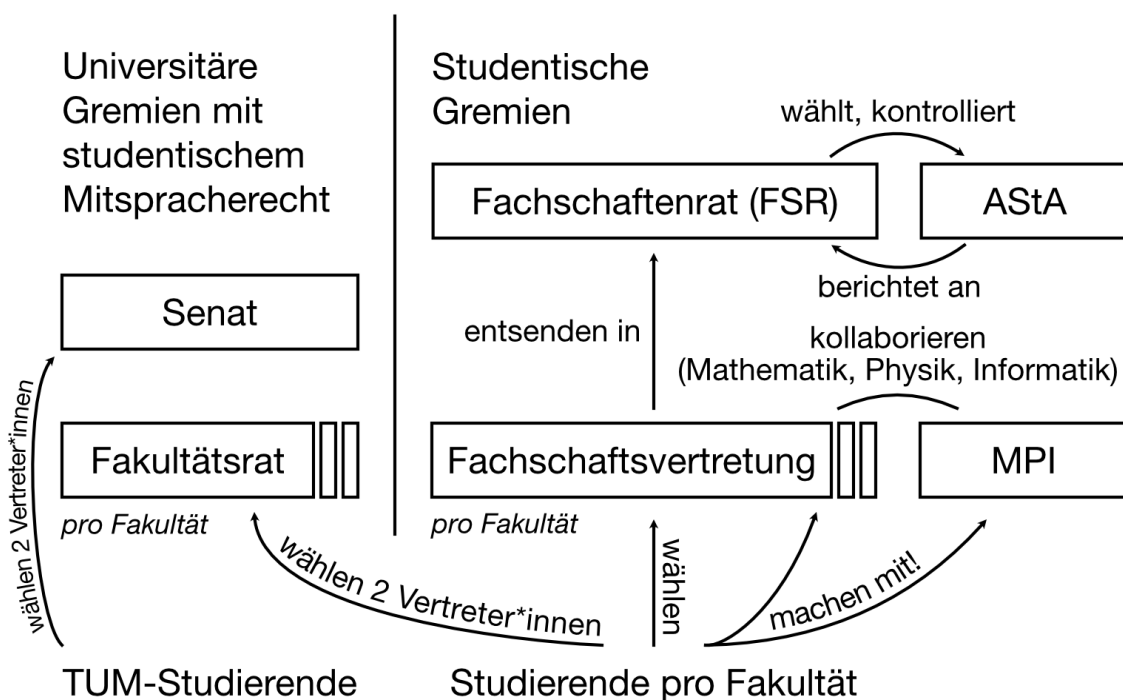 Universitäre
Gremien mit
studentischem
Mitspracherecht
Senat
Fakultätsrat
pro Fakultät
wählen 2 Vertreter*innen
wählen 2 Vertreter*innen
TUM-Studierende
Studentische
Gremien
wählt, kontrolliert
Fachschaftenrat (FSR)
AStA
berichtet an
entsenden in
kollaborieren
(Mathematik, Physik, Informatik)
Fachschaftsvertretung
MPI
pro Fakultät
wählen
machen mit!
Studierende pro Fakultät